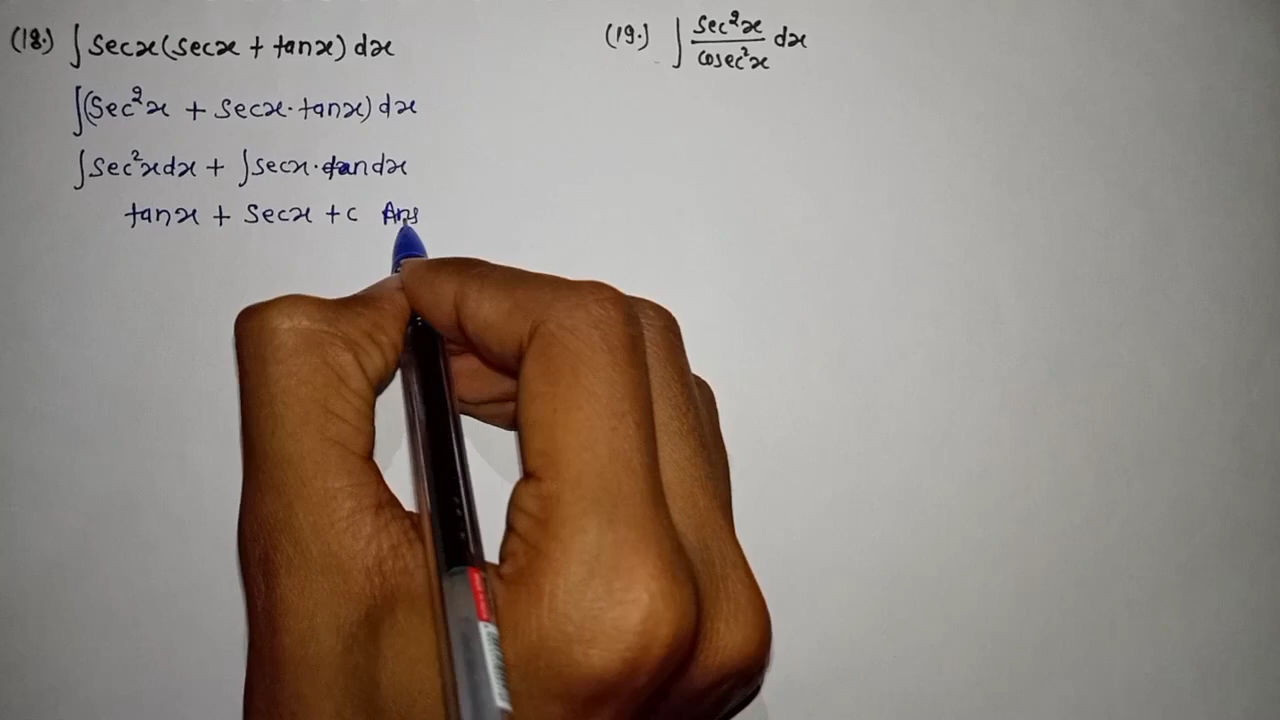 (18.) ∫ Secx(secx + tanx) dx
∫(Sec²x + secx·tanx) dx
∫Sec²xdx + ∫secx·tandx
tanx + Secx + c Ans
(19.) ∫ Sec²x/cosec²x dx